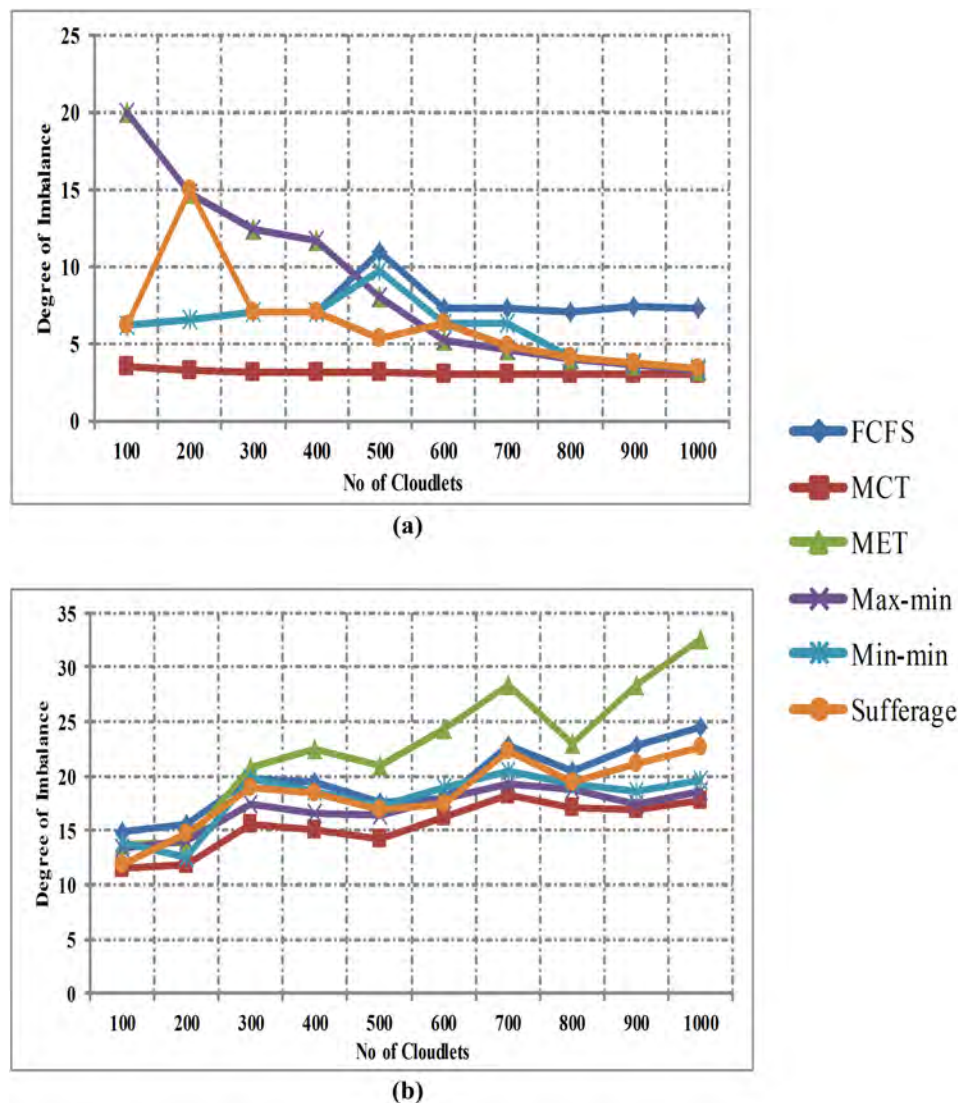 25
20
15
10
5
0
Degree of Imbalance
100 200 300 400 500 600 700 800 900 1000
No of Cloudlets
(a)
FCFS
MCT
MET
Max-min
Min-min
Sufferage
35
30
25
20
15
10
5
0
Degree of Imbalance
100 200 300 400 500 600 700 800 900 1000
No of Cloudlets
(b)